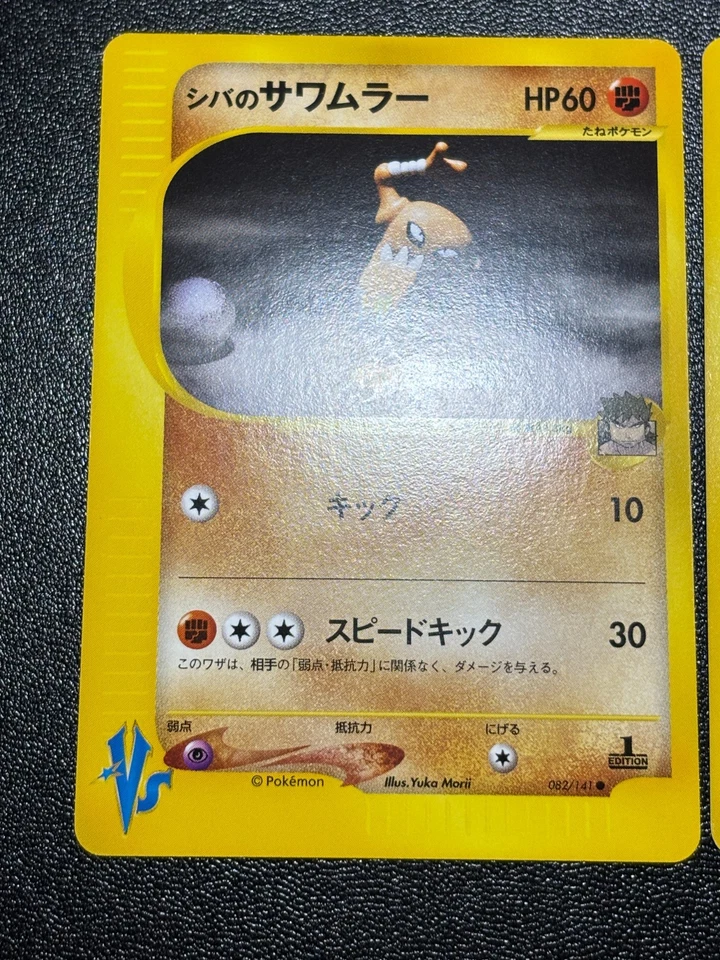 シバのサワムラー HP60
たねポケモン
キック 10
スピードキック 30
このワザは、相手の「弱点・抵抗力」に関係なく、ダメージを与える。
弱点 抵抗力 にげる
1
EDITION
VS
© Pokémon Illus.Yuka Morii 082/141 ●